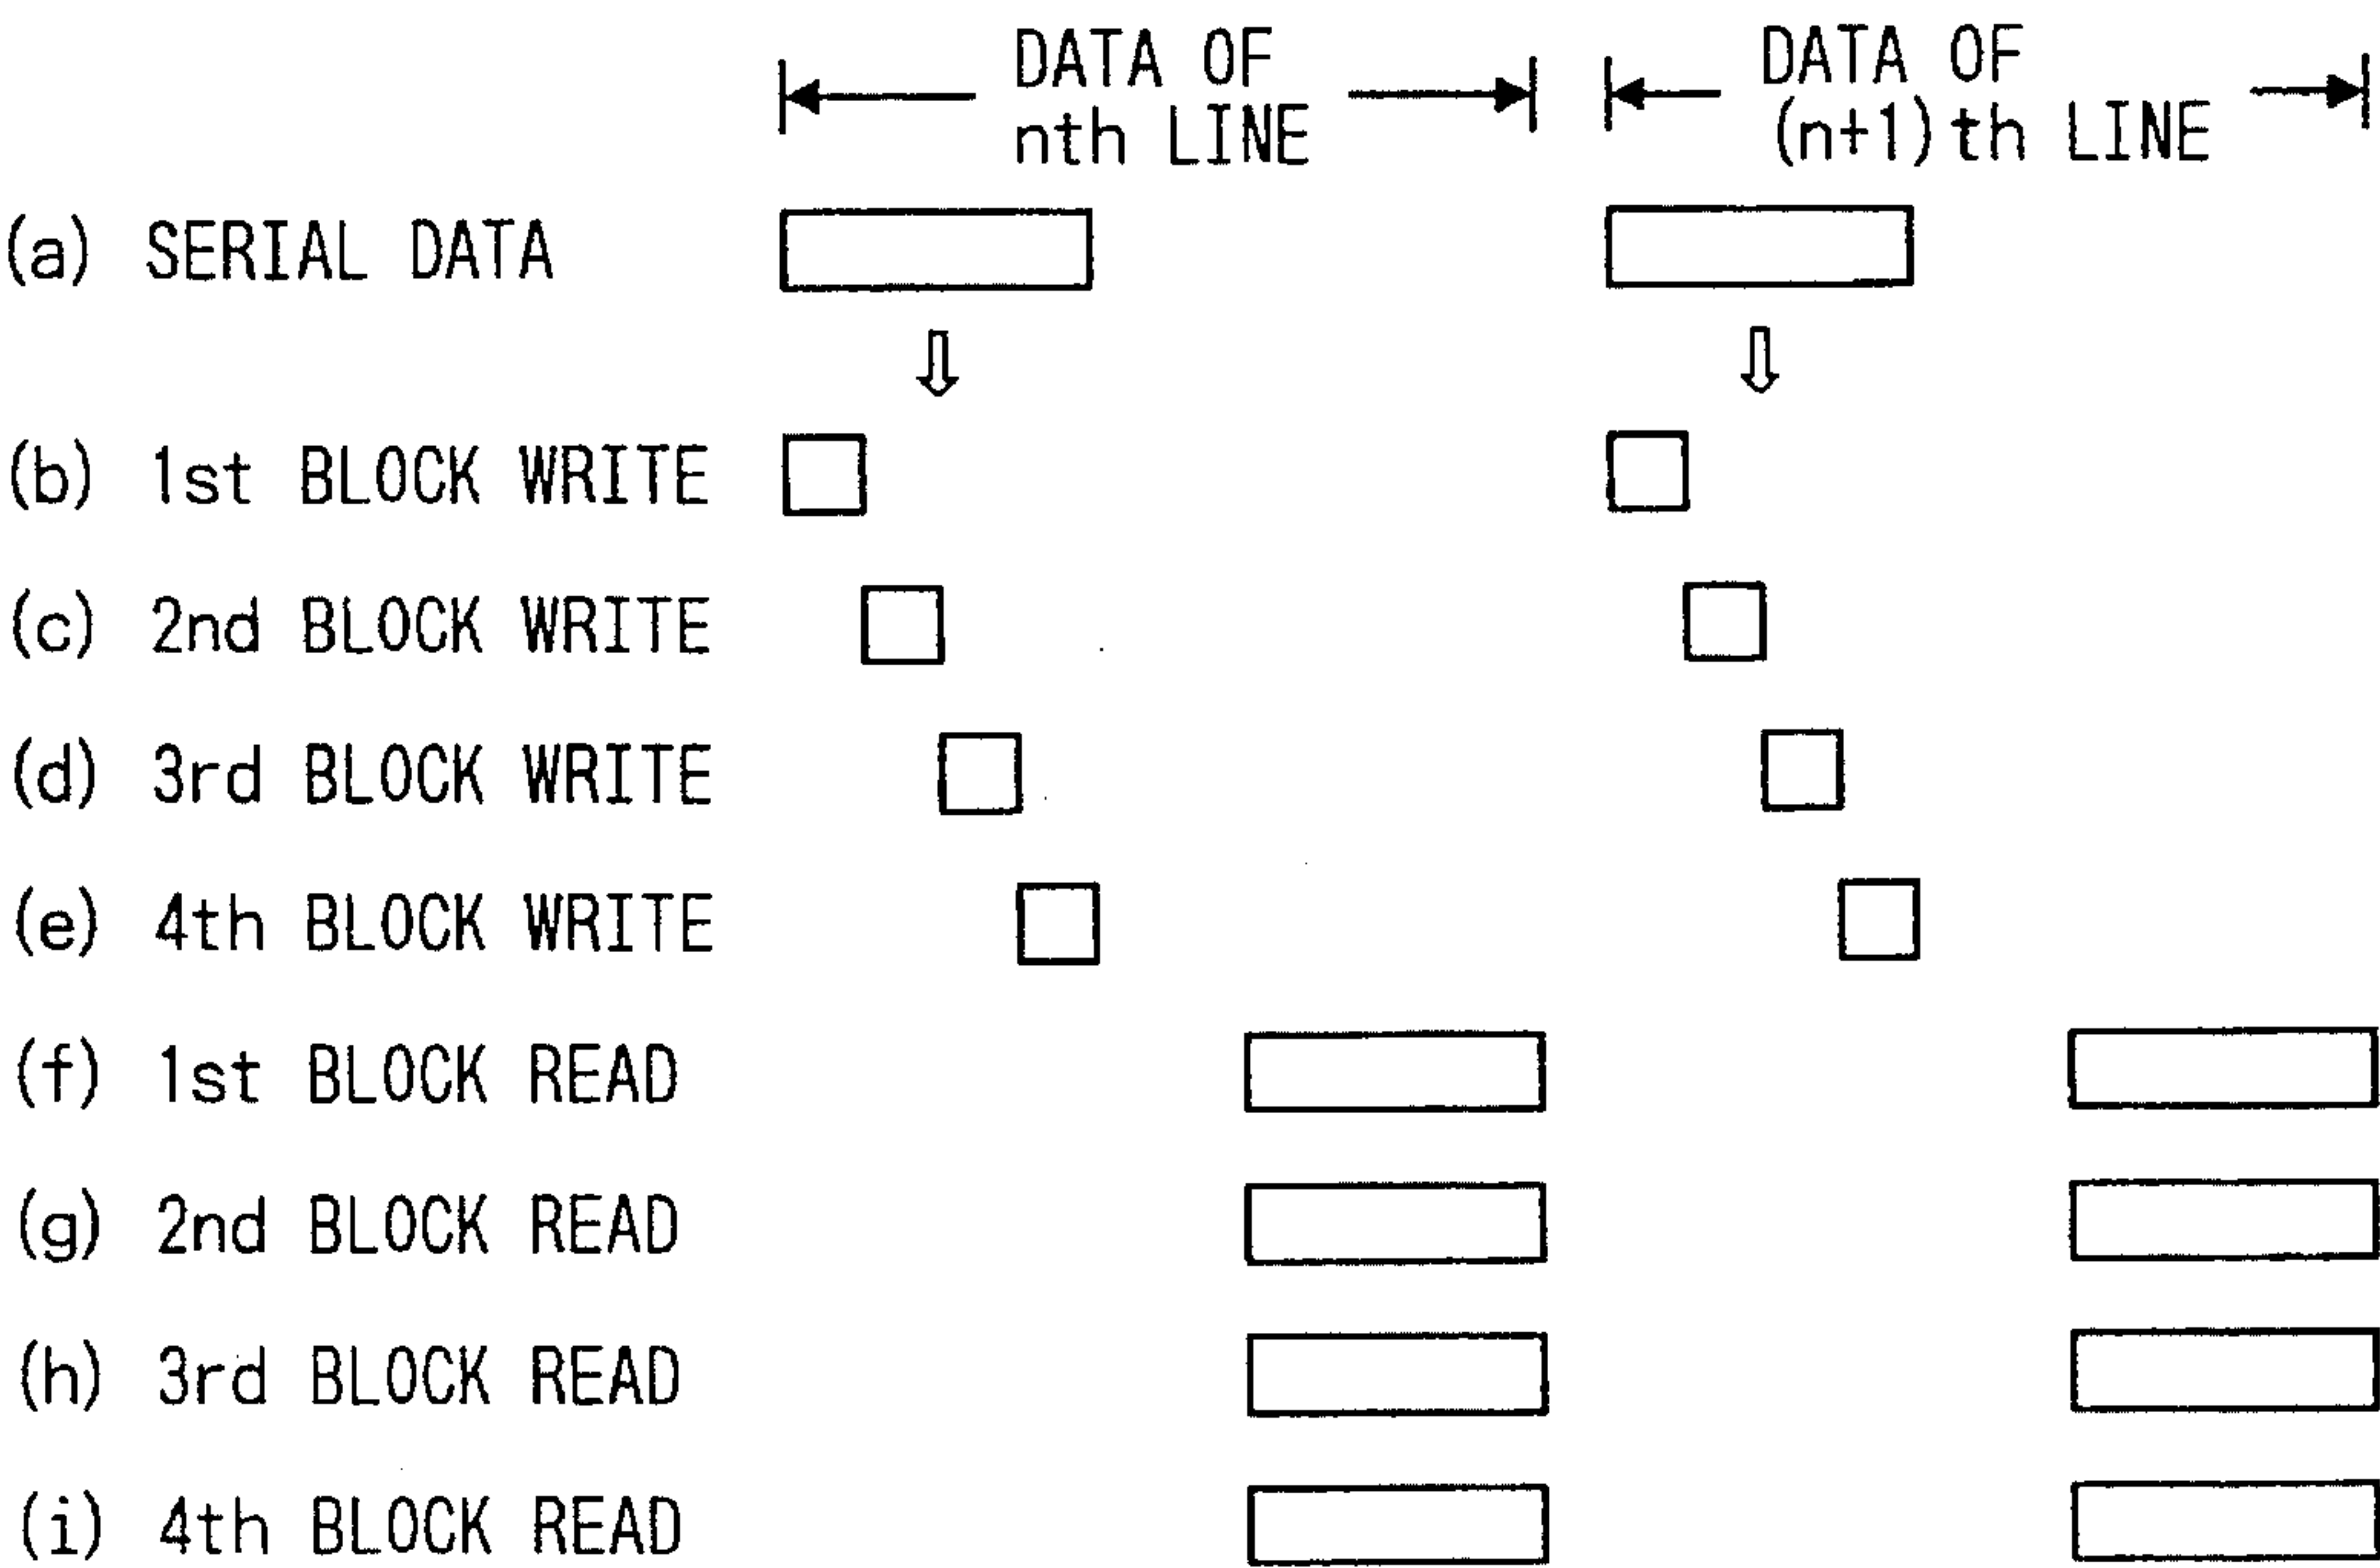 DATA OF
nth LINE
DATA OF
(n+1)th LINE
(a) SERIAL DATA
(b) 1st BLOCK WRITE
(c) 2nd BLOCK WRITE
(d) 3rd BLOCK WRITE
(e) 4th BLOCK WRITE
(f) 1st BLOCK READ
(g) 2nd BLOCK READ
(h) 3rd BLOCK READ
(i) 4th BLOCK READ